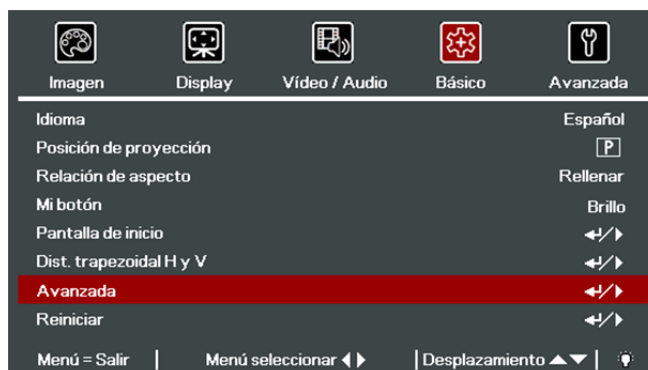 Imagen Display Vídeo / Audio Básico Avanzada
Idioma Español
Posición de proyección P
Relación de aspecto Rellenar
Mi botón Brillo
Pantalla de inicio
Dist. trapezoidal H y V
Avanzada
Reiniciar
Menú = Salir | Menú seleccionar | Desplazamiento |